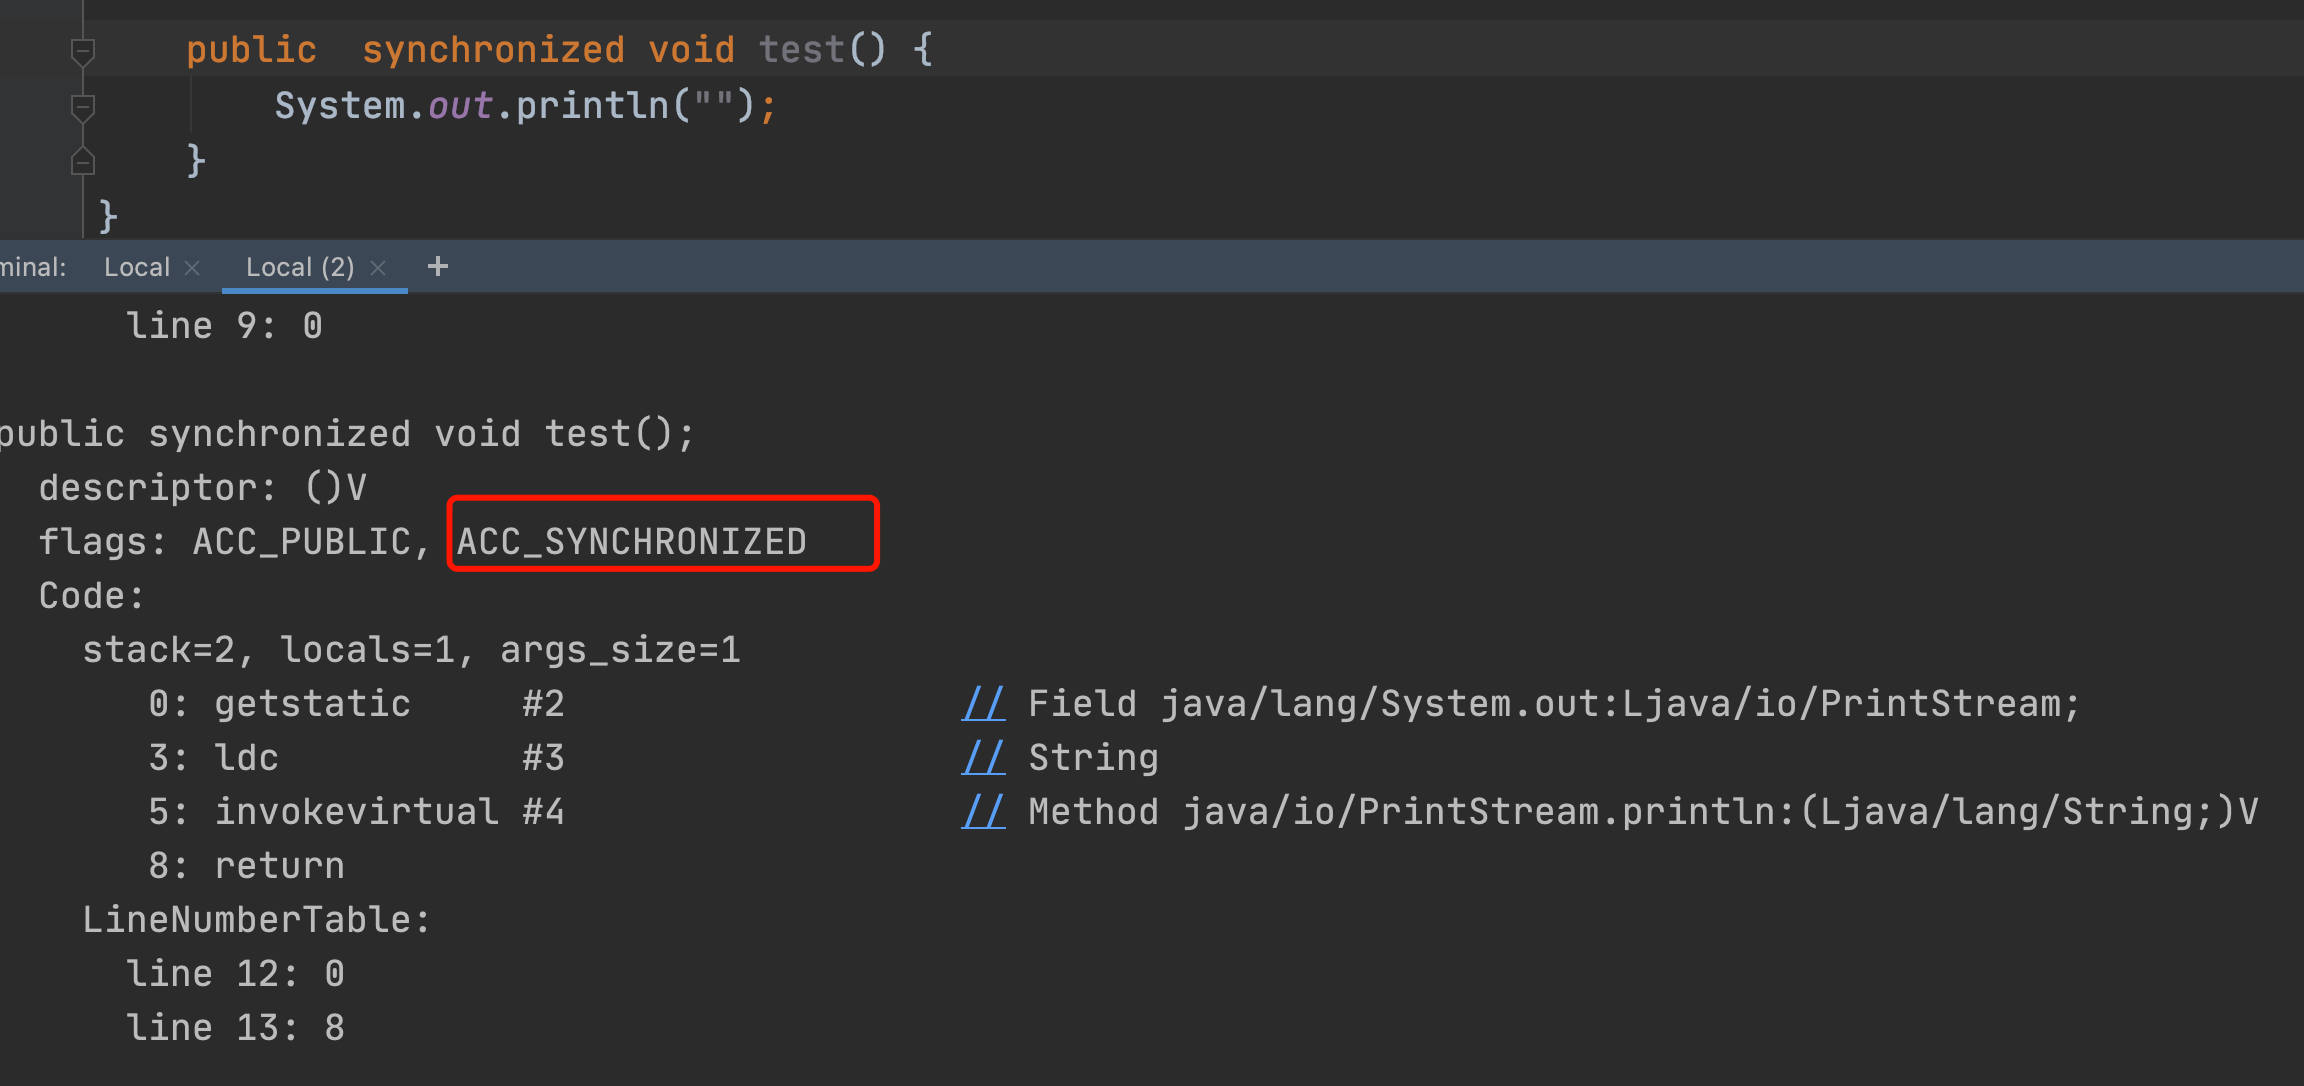 public  synchronized void test() {
System.out.println("");
}
}
minal: Local × Local (2) × +
line 9: 0
public synchronized void test();
descriptor: ()V
flags: ACC_PUBLIC, ACC_SYNCHRONIZED
Code:
stack=2, locals=1, args_size=1
0: getstatic     #2                  // Field java/lang/System.out:Ljava/io/PrintStream;
3: ldc           #3                  // String
5: invokevirtual #4                  // Method java/io/PrintStream.println:(Ljava/lang/String;)V
8: return
LineNumberTable:
line 12: 0
line 13: 8